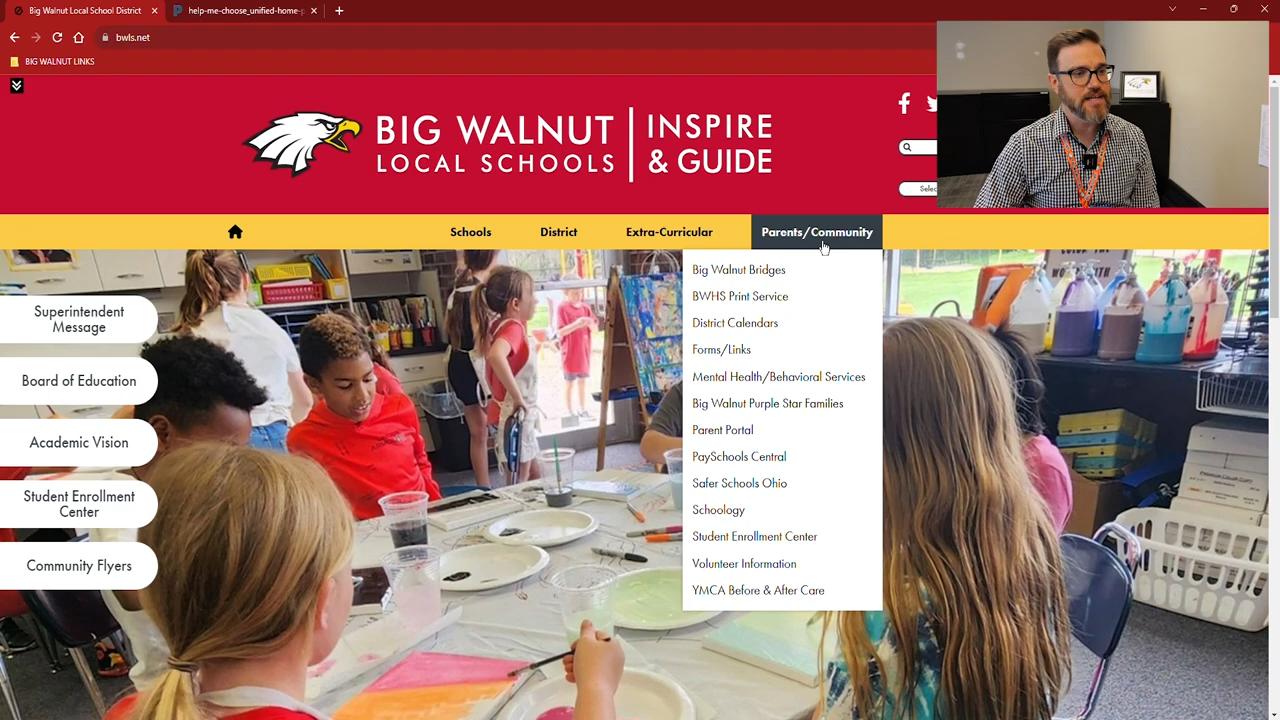 Big Walnut Local School District
help-me-choose_unified-home-p
bwls.net
BIG WALNUT LINKS
BIG WALNUT
LOCAL SCHOOLS
INSPIRE
& GUIDE
Selec
Schools
District
Extra-Curricular
Parents/Community
Big Walnut Bridges
BWHS Print Service
District Calendars
Forms/Links
Mental Health/Behavioral Services
Big Walnut Purple Star Families
Parent Portal
PaySchools Central
Safer Schools Ohio
Schoology
Student Enrollment Center
Volunteer Information
YMCA Before & After Care
Superintendent
Message
Board of Education
Academic Vision
Student Enrollment
Center
Community Flyers